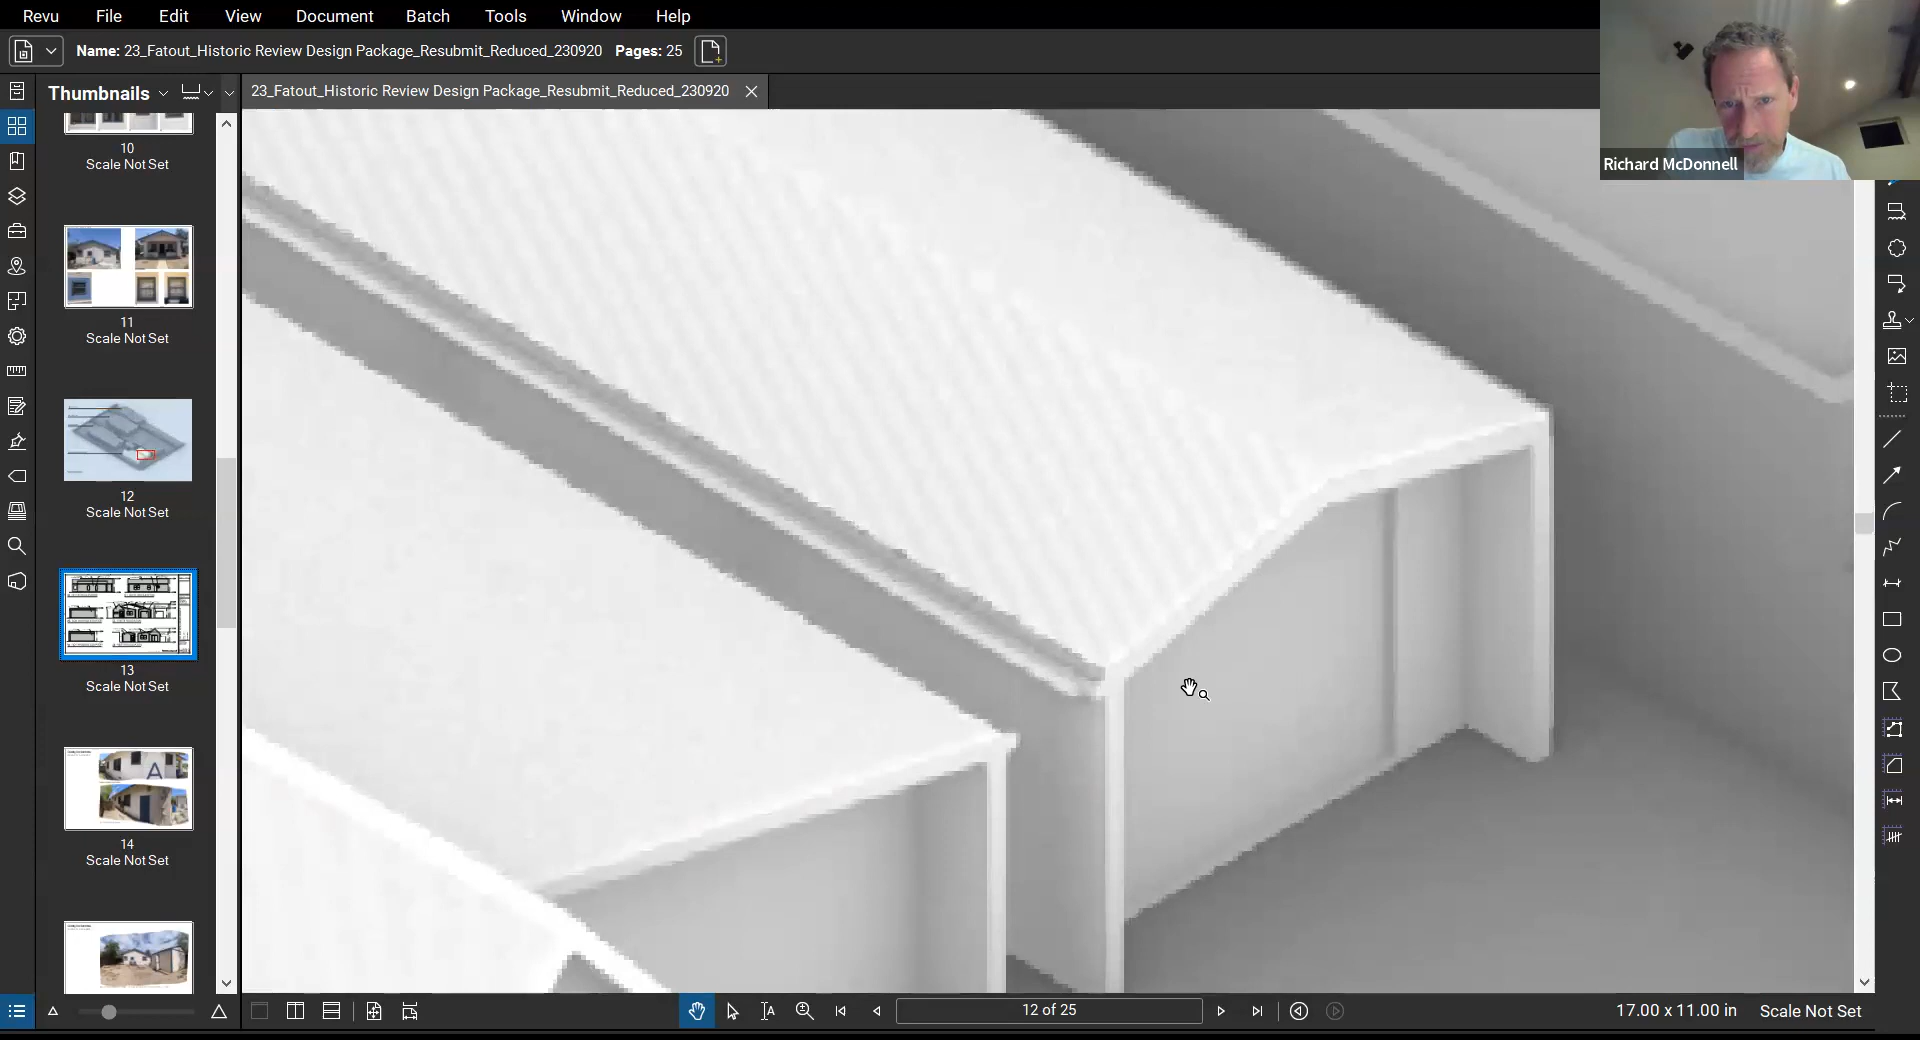 Revu File Edit View Document Batch Tools Window Help
Name: 23_Fatout_Historic Review Design Package_Resubmit_Reduced_230920 Pages: 25
Thumbnails
23_Fatout_Historic Review Design Package_Resubmit_Reduced_230920
Richard McDonnell
10
Scale Not Set
11
Scale Not Set
12
Scale Not Set
13
Scale Not Set
A
14
Scale Not Set
12 of 25
17.00 x 11.00 in Scale Not Set